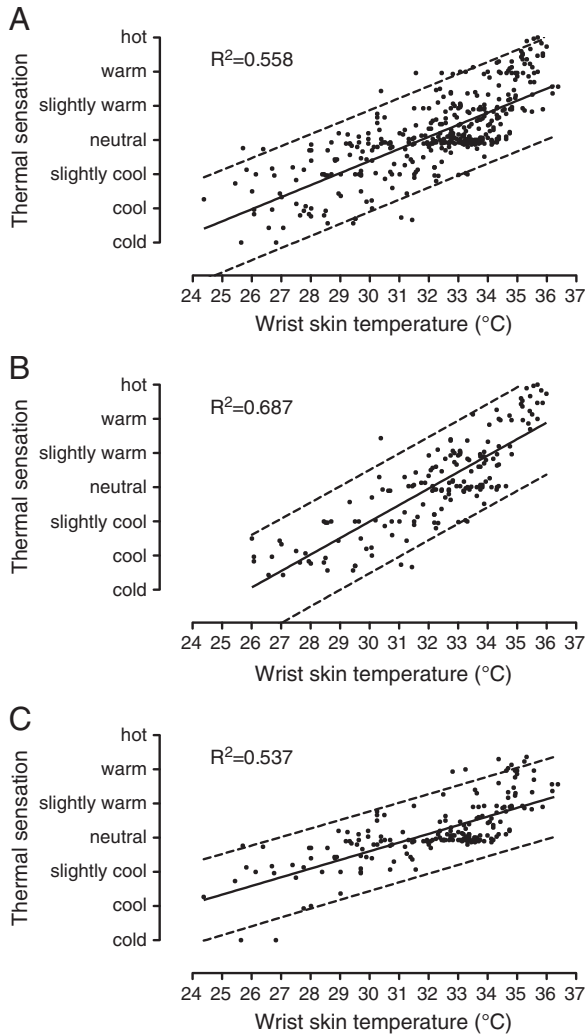 A
Thermal sensation
hot
warm
slightly warm
neutral
slightly cool
cool
cold
R²=0.558
24 25 26 27 28 29 30 31 32 33 34 35 36 37
Wrist skin temperature (°C)
B
Thermal sensation
hot
warm
slightly warm
neutral
slightly cool
cool
cold
R²=0.687
24 25 26 27 28 29 30 31 32 33 34 35 36 37
Wrist skin temperature (°C)
C
Thermal sensation
hot
warm
slightly warm
neutral
slightly cool
cool
cold
R²=0.537
24 25 26 27 28 29 30 31 32 33 34 35 36 37
Wrist skin temperature (°C)